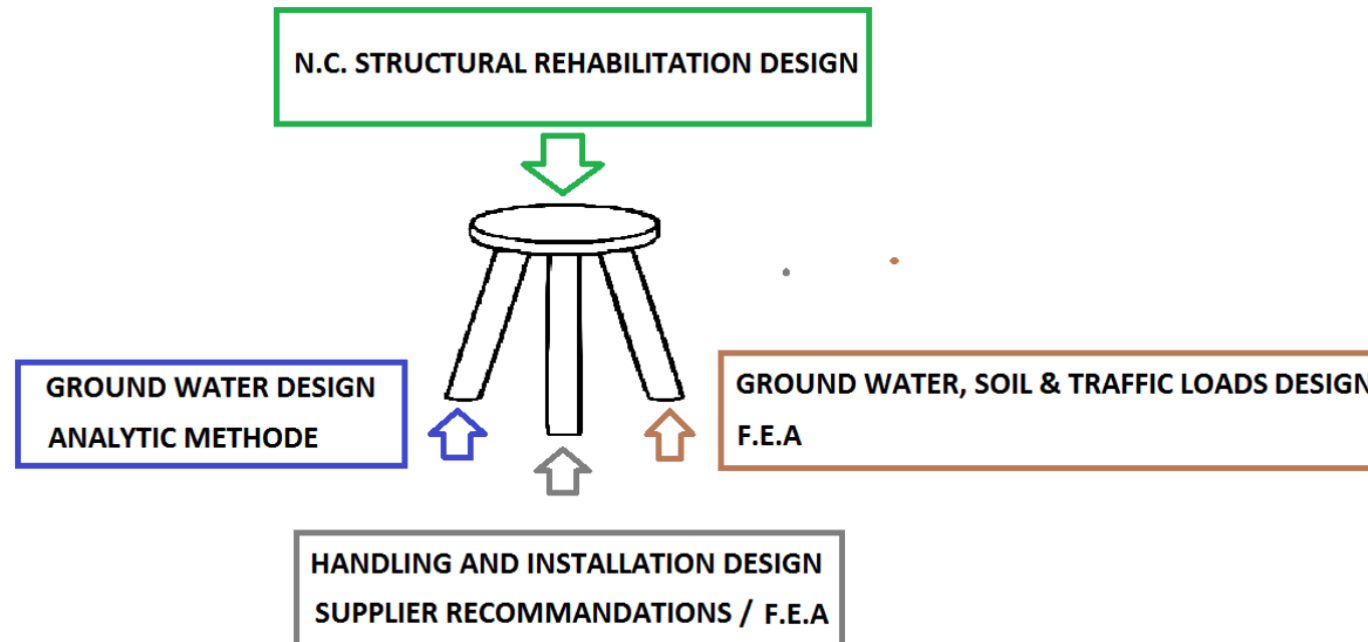 N.C. STRUCTURAL REHABILITATION DESIGN
GROUND WATER DESIGN
ANALYTIC METHODE
GROUND WATER, SOIL & TRAFFIC LOADS DESIGN
F.E.A
HANDLING AND INSTALLATION DESIGN
SUPPLIER RECOMMANDATIONS / F.E.A